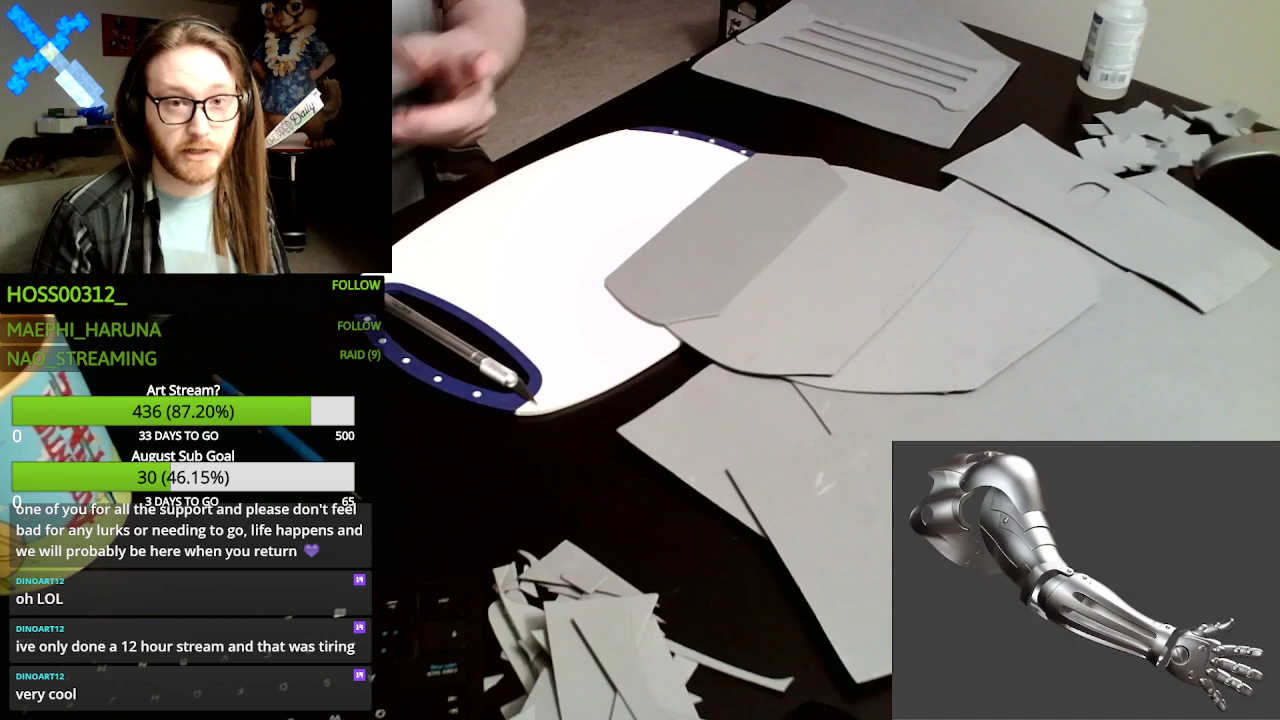 Daily
HOSS00312_
FOLLOW
MAEPHI_HARUNA
FOLLOW
NAO_STREAMING
RAID (9)
Art Stream?
436 (87.20%)
0
33 DAYS TO GO
500
August Sub Goal
30 (46.15%)
0
3 DAYS TO GO
65
one of you for all the support and please don't feel
bad for any lurks or needing to go, life happens and
we will probably be here when you return 💜
DINOART12
oh LOL
DINOART12
ive only done a 12 hour stream and that was tiring
DINOART12
very cool